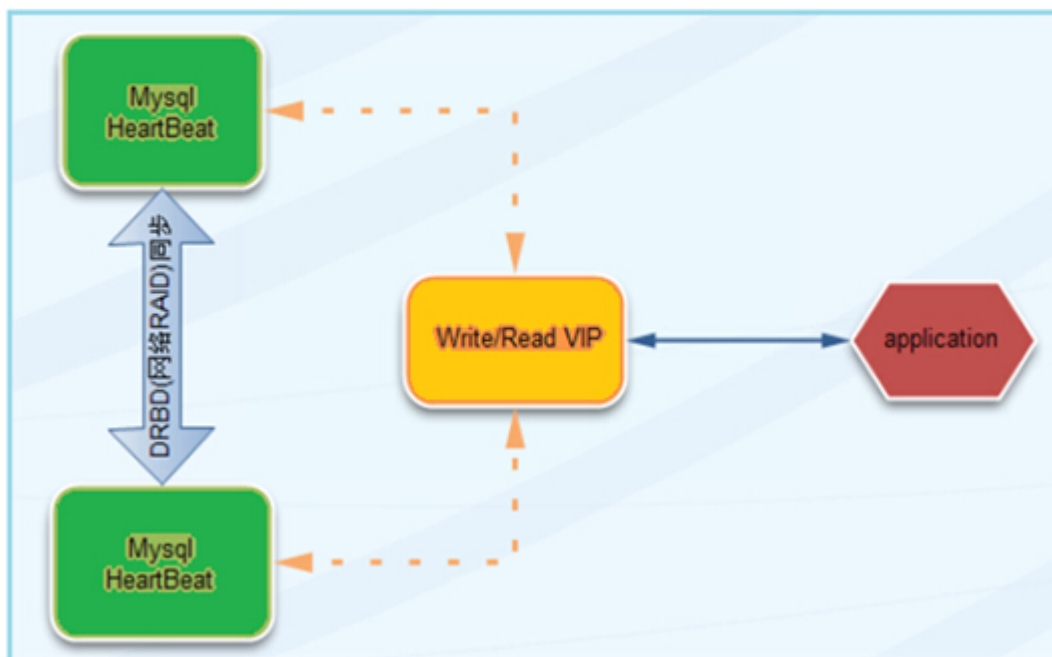 Mysql
HeartBeat
DRBD(网络RAID)同步
Write/Read VIP
application
Mysql
HeartBeat